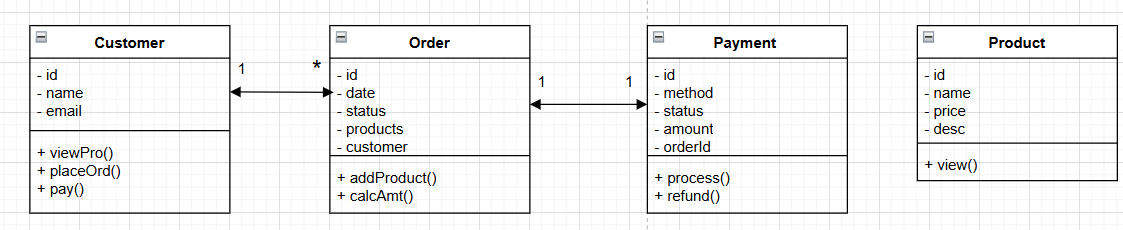 Customer
- id
- name
- email
+ viewPro()
+ placeOrd()
+ pay()
1
*
Order
- id
- date
- status
- products
- customer
+ addProduct()
+ calcAmt()
1
1
Payment
- id
- method
- status
- amount
- orderId
+ process()
+ refund()
Product
- id
- name
- price
- desc
+ view()